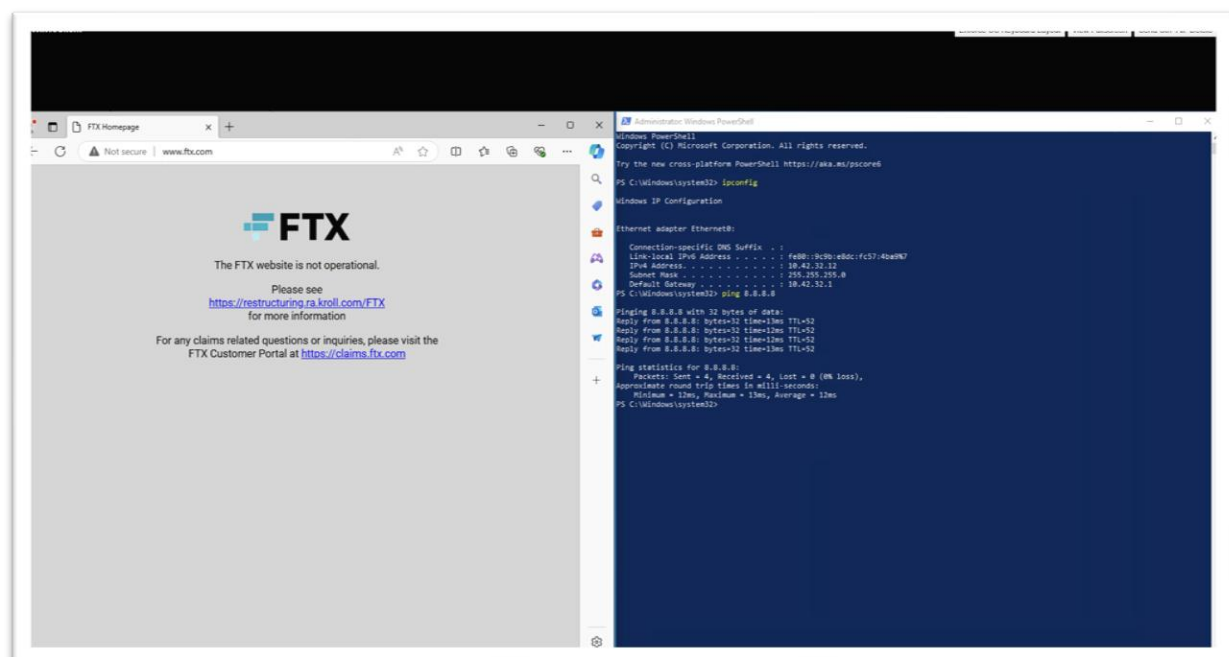 FTX Homepage
Not secure | www.ftx.com
FTX
The FTX website is not operational.
Please see
https://restructuring.ra.kroll.com/FTX
for more information
For any claims related questions or inquiries, please visit the
FTX Customer Portal at https://claims.ftx.com
Administrator: Windows PowerShell
Windows PowerShell
Copyright (C) Microsoft Corporation. All rights reserved.
Try the new cross-platform PowerShell https://aka.ms/pscore6
PS C:\Windows\system32> ipconfig
Windows IP Configuration
Ethernet adapter Ethernet0:
Connection-specific DNS Suffix . :
Link-local IPv6 Address . . . . . : fe80::9c9b:e8dc:fc57:4ba9%7
IPv4 Address. . . . . . . . . . . : 10.42.32.12
Subnet Mask . . . . . . . . . . . : 255.255.255.0
Default Gateway . . . . . . . . . : 10.42.32.1
PS C:\Windows\system32> ping 8.8.8.8
Pinging 8.8.8.8 with 32 bytes of data:
Reply from 8.8.8.8: bytes=32 time=13ms TTL=52
Reply from 8.8.8.8: bytes=32 time=12ms TTL=52
Reply from 8.8.8.8: bytes=32 time=12ms TTL=52
Reply from 8.8.8.8: bytes=32 time=13ms TTL=52
Ping statistics for 8.8.8.8:
Packets: Sent = 4, Received = 4, Lost = 0 (0% loss),
Approximate round trip times in milli-seconds:
Minimum = 12ms, Maximum = 13ms, Average = 12ms
PS C:\Windows\system32>